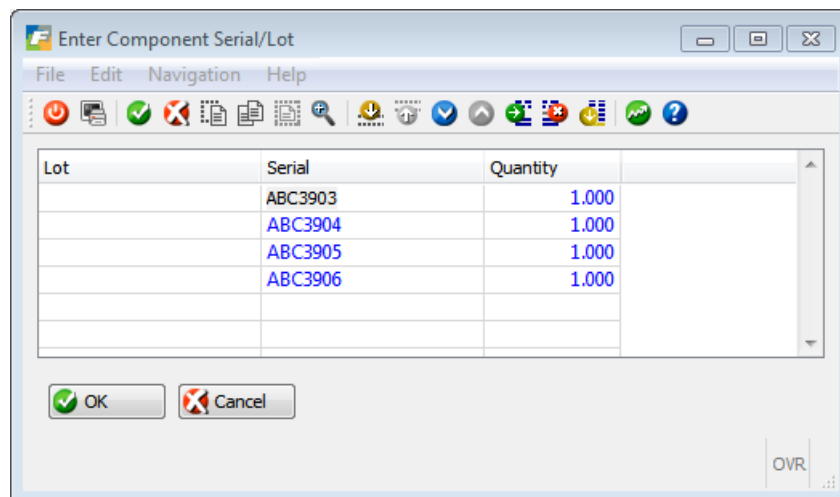 Enter Component Serial/Lot
File Edit Navigation Help
Lot Serial Quantity
ABC3903 1.000
ABC3904 1.000
ABC3905 1.000
ABC3906 1.000
OK Cancel
OVR